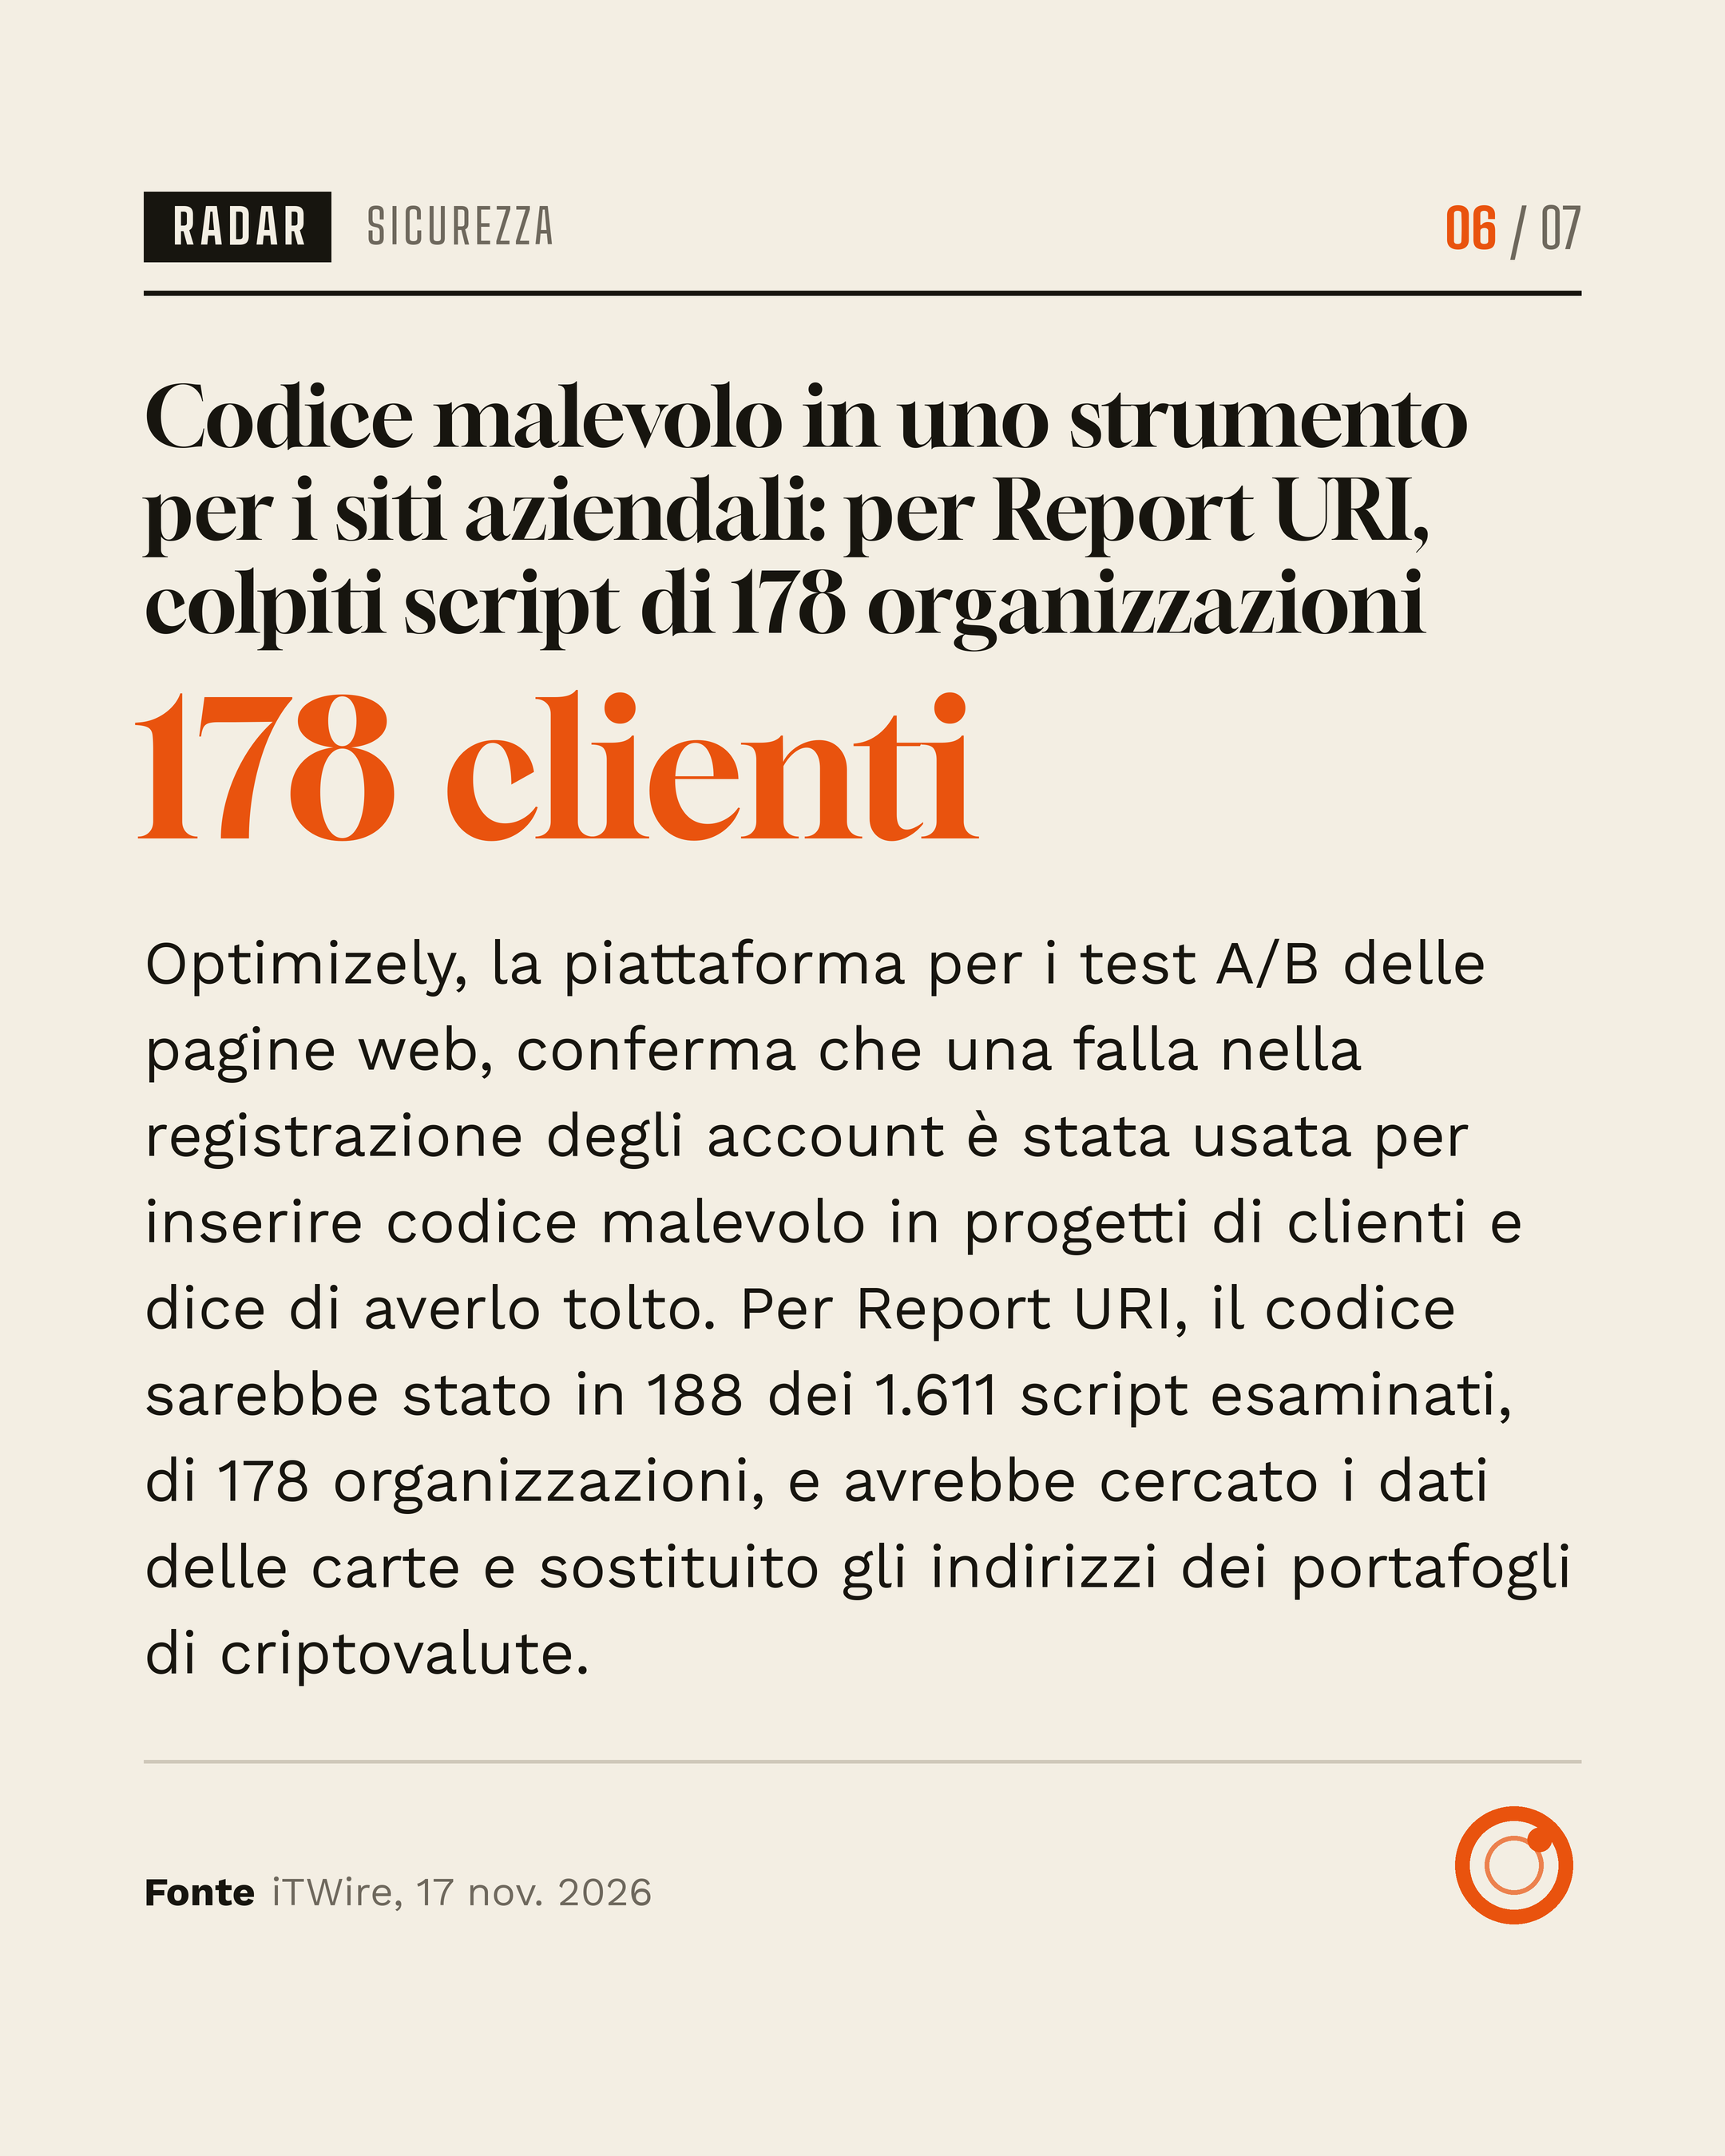 RADAR SICUREZZA 06 / 07
Codice malevolo in uno strumento
per i siti aziendali: per Report URI,
colpiti script di 178 organizzazioni
178 clienti
Optimizely, la piattaforma per i test A/B delle
pagine web, conferma che una falla nella
registrazione degli account è stata usata per
inserire codice malevolo in progetti di clienti e
dice di averlo tolto. Per Report URI, il codice
sarebbe stato in 188 dei 1.611 script esaminati,
di 178 organizzazioni, e avrebbe cercato i dati
delle carte e sostituito gli indirizzi dei portafogli
di criptovalute.
Fonte iTWire, 17 nov. 2026